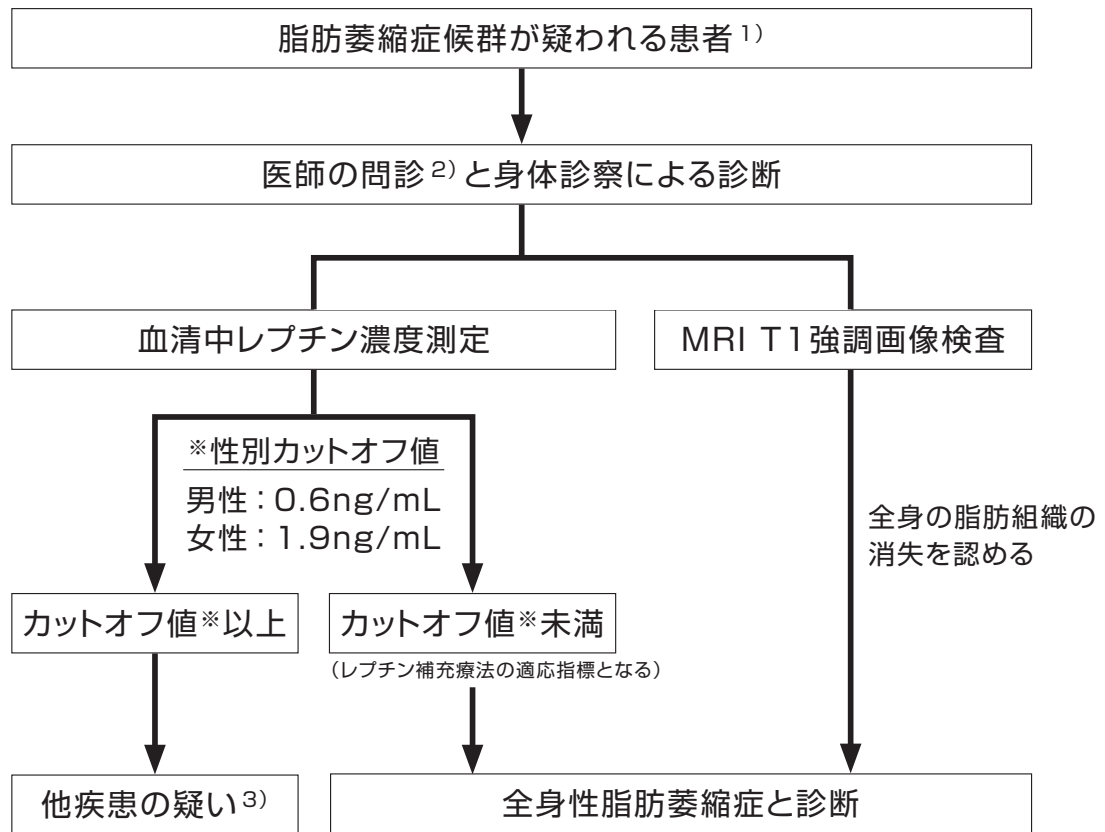 脂肪萎縮症候群が疑われる患者1)
医師の問診2)と身体診察による診断
血清中レプチン濃度測定
MRI T1強調画像検査
※性別カットオフ値
男性：0.6ng/mL
女性：1.9ng/mL
全身の脂肪組織の
消失を認める
カットオフ値※以上
カットオフ値※未満
（レプチン補充療法の適応指標となる）
他疾患の疑い3)
全身性脂肪萎縮症と診断